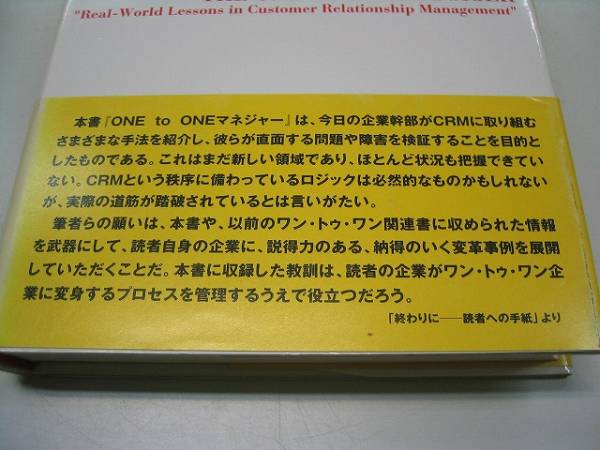 "Real-World Lessons in Customer Relationship Management"
本書『ONE to ONEマネジャー』は、今日の企業幹部がCRMに取り組む
さまざまな手法を紹介し、彼らが直面する問題や障害を検証することを目的と
したものである。これはまだ新しい領域であり、ほとんど状況も把握できてい
ない。CRMという秩序に備わっているロジックは必然的なものかもしれない
が、実際の道筋が踏破されているとは言いがたい。
筆者らの願いは、本書や、以前のワン・トゥ・ワン関連書に収められた情報
を武器にして、読者自身の企業に、説得力のある、納得のいく変革事例を展開
していただくことだ。本書に収録した教訓は、読者の企業がワン・トゥ・ワン企
業に変身するプロセスを管理するうえで役立つだろう。
「終わりに――読者への手紙」より